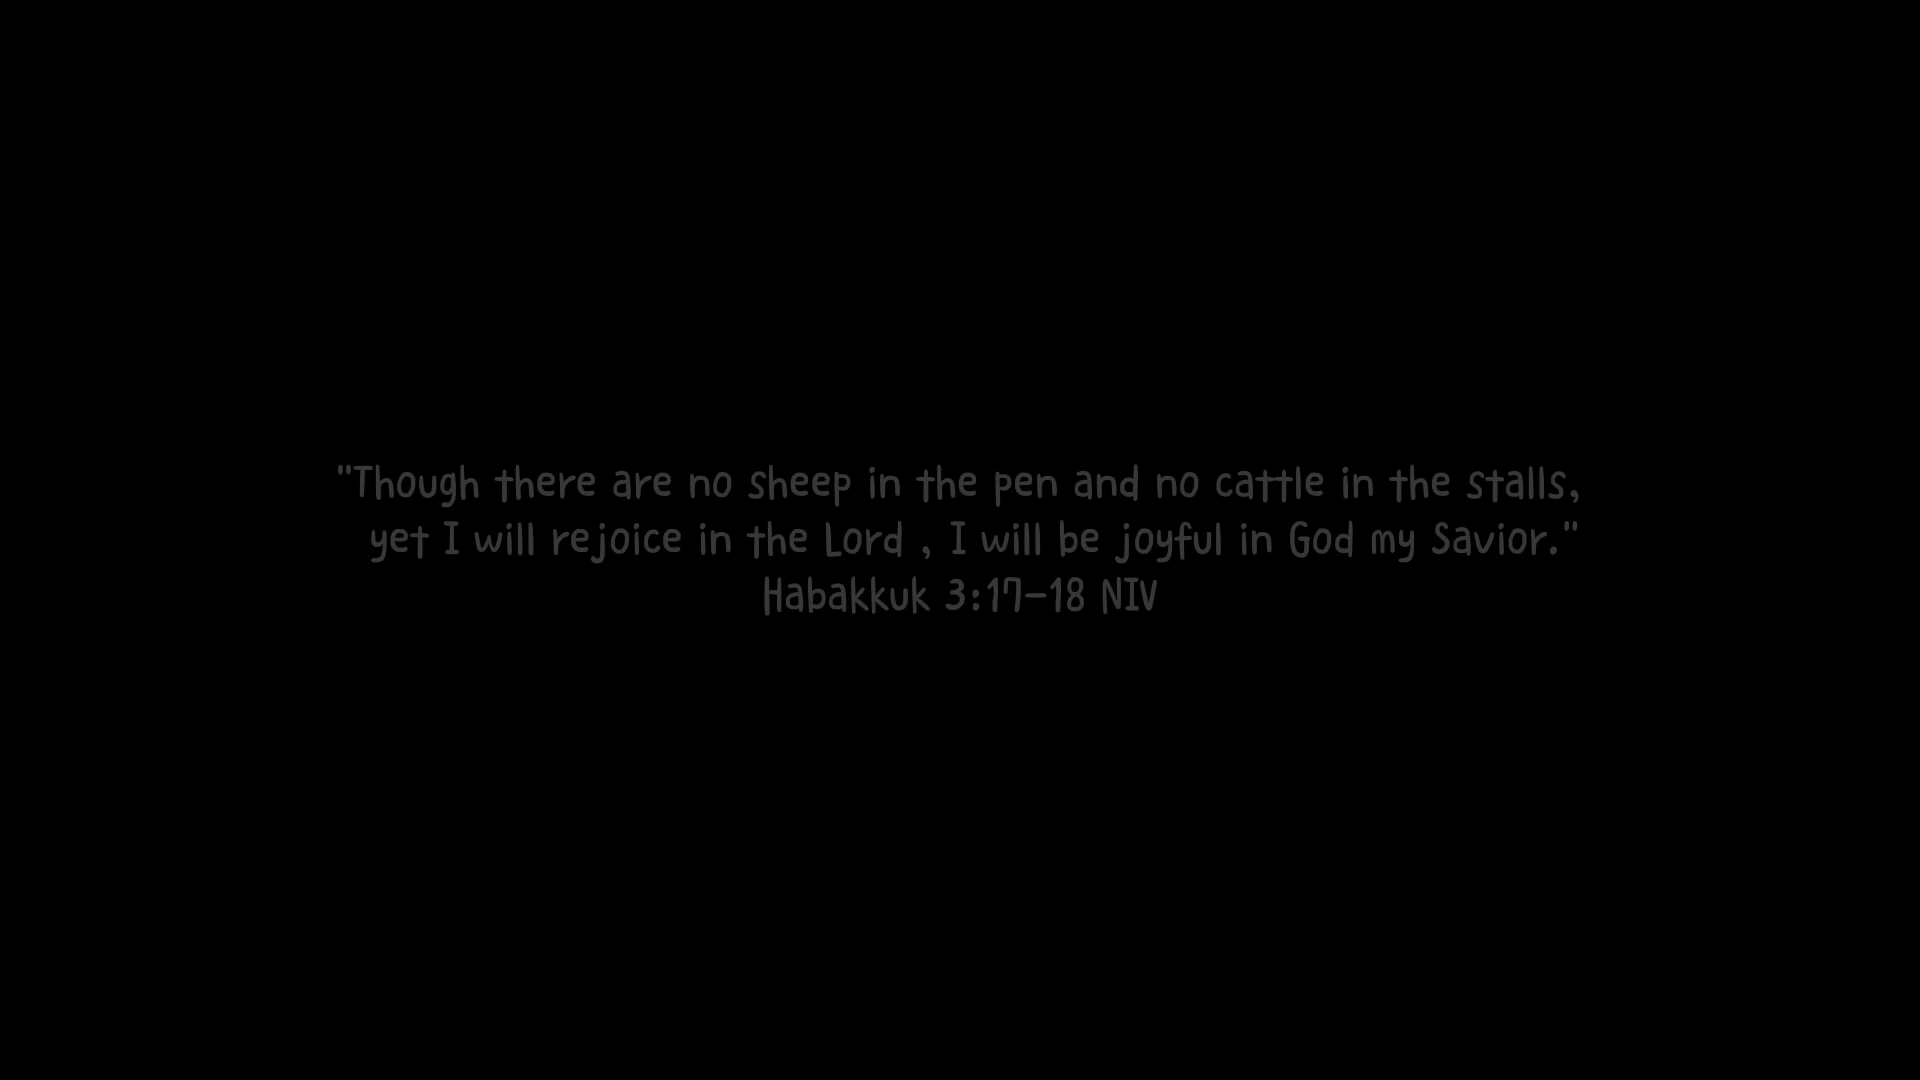 "Though there are no sheep in the pen and no cattle in the stalls,
yet I will rejoice in the Lord , I will be joyful in God my Savior."
Habakkuk 3:17-18 NIV